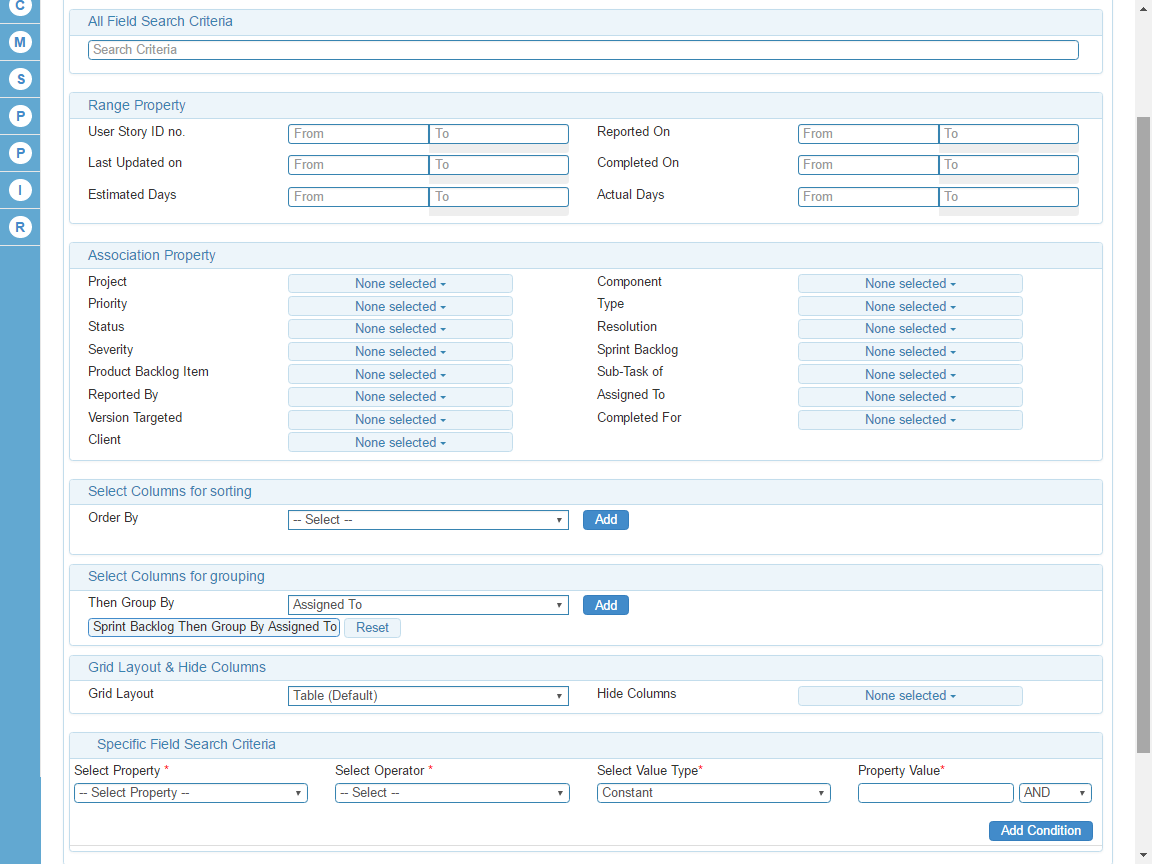 C
M
S
P
P
I
R
All Field Search Criteria
Search Criteria
Range Property
User Story ID no. From To Reported On From To
Last Updated on From To Completed On From To
Estimated Days From To Actual Days From To
Association Property
Project None selected Component None selected
Priority None selected Type None selected
Status None selected Resolution None selected
Severity None selected Sprint Backlog None selected
Product Backlog Item None selected Sub-Task of None selected
Reported By None selected Assigned To None selected
Version Targeted None selected Completed For None selected
Client None selected
Select Columns for sorting
Order By -- Select -- Add
Select Columns for grouping
Then Group By Assigned To Add
Sprint Backlog Then Group By Assigned To Reset
Grid Layout & Hide Columns
Grid Layout Table (Default) Hide Columns None selected
Specific Field Search Criteria
Select Property * Select Operator * Select Value Type* Property Value*
-- Select Property -- -- Select -- Constant AND
Add Condition